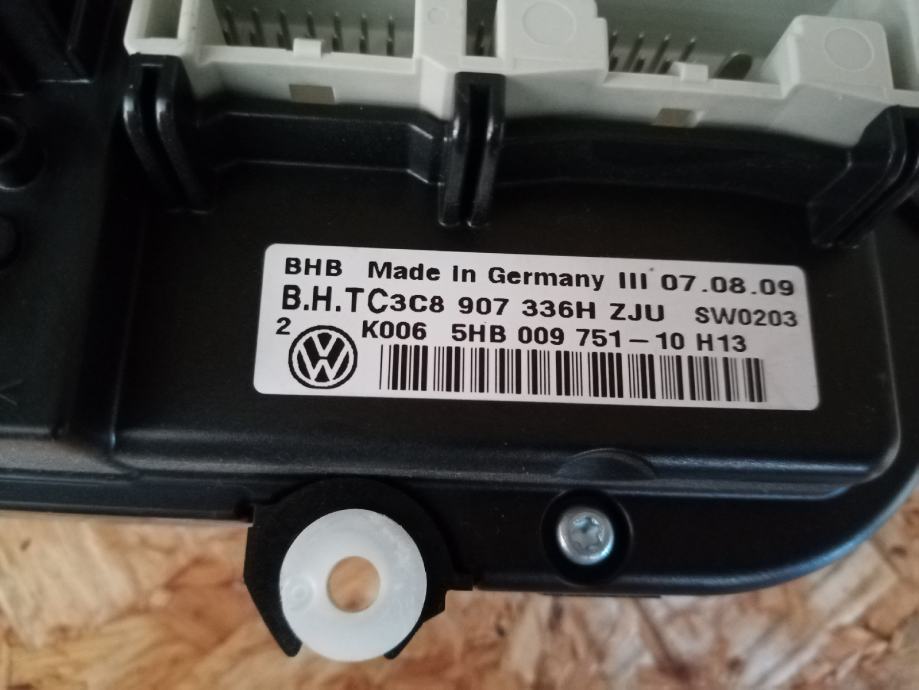 BHB Made In Germany III 07.08.09
B.H.TC3C8 907 336H ZJU SW0203
2 K006 5HB 009 751-10 H13